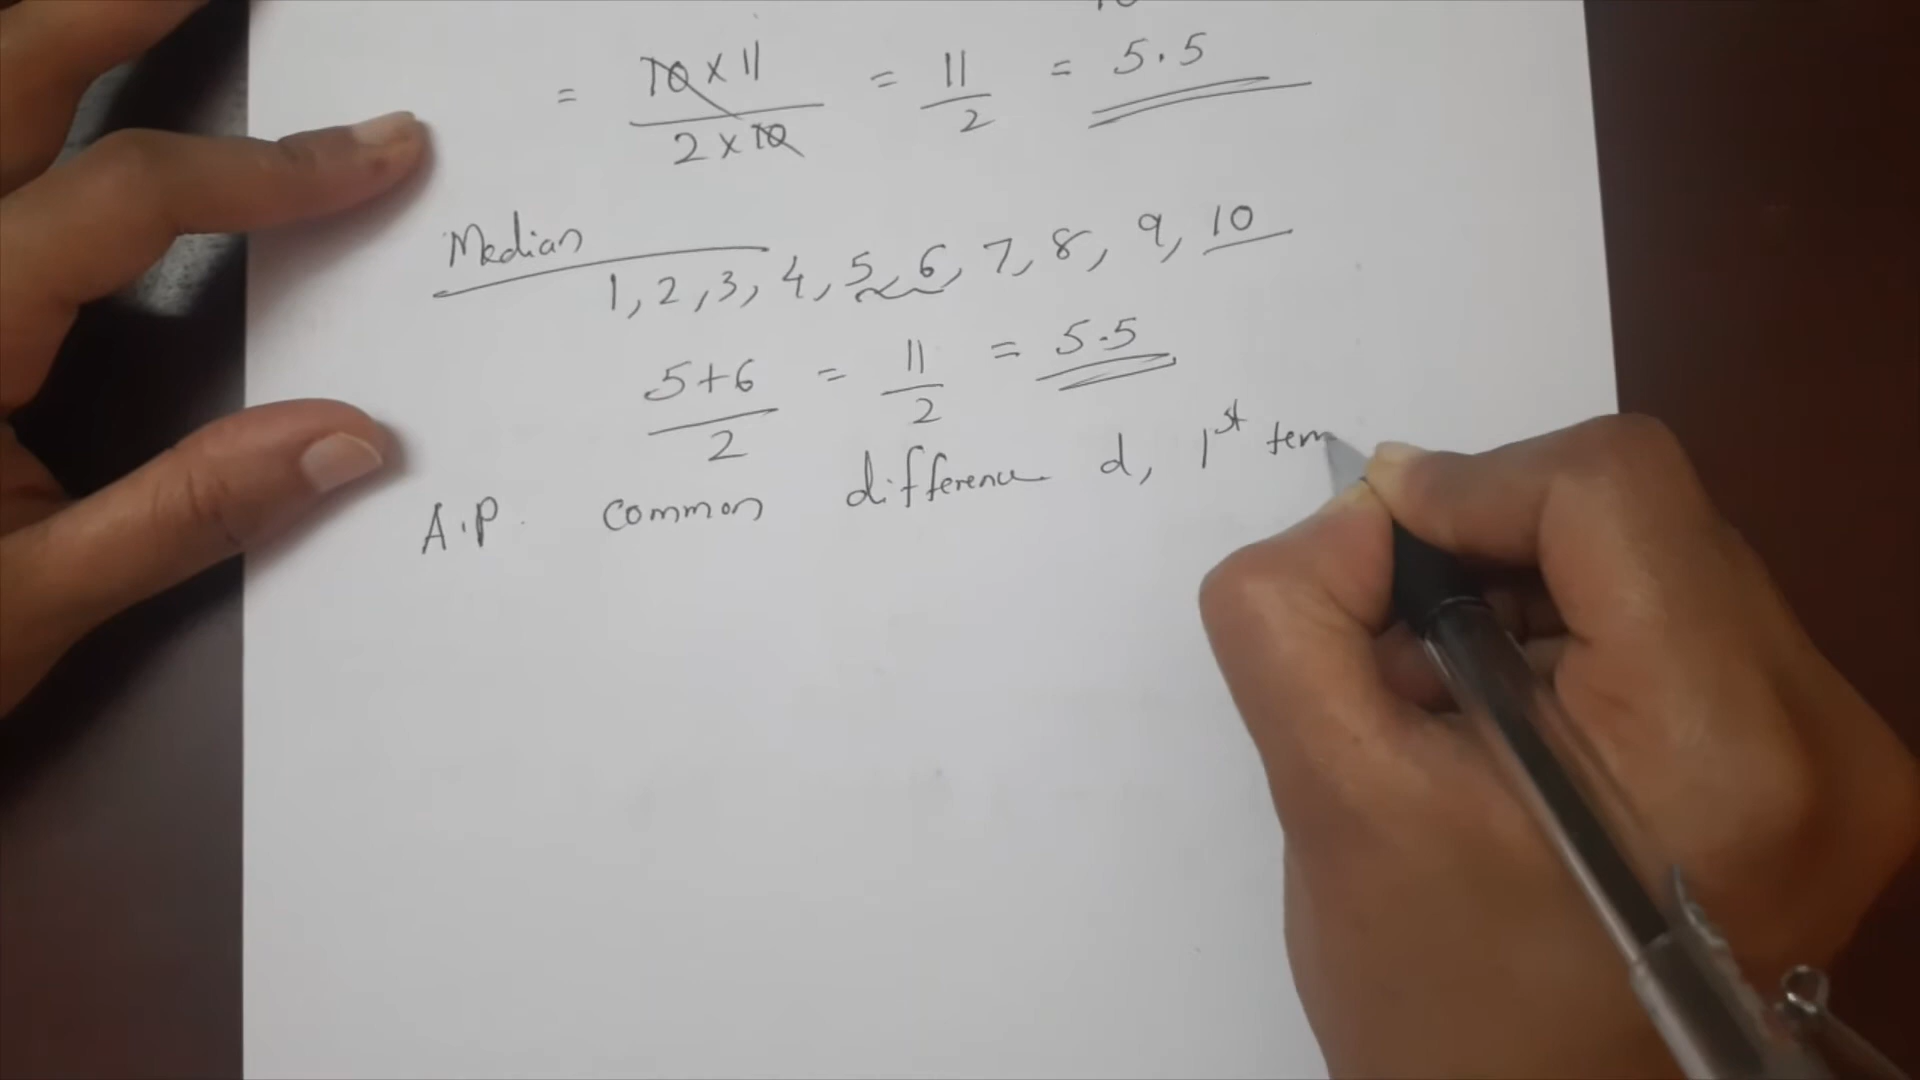 = 10 x 11 / 2 x 10 = 11 / 2 = 5.5
Median
1, 2, 3, 4, 5, 6, 7, 8, 9, 10
5+6 / 2 = 11 / 2 = 5.5
A.P. common difference d, 1st